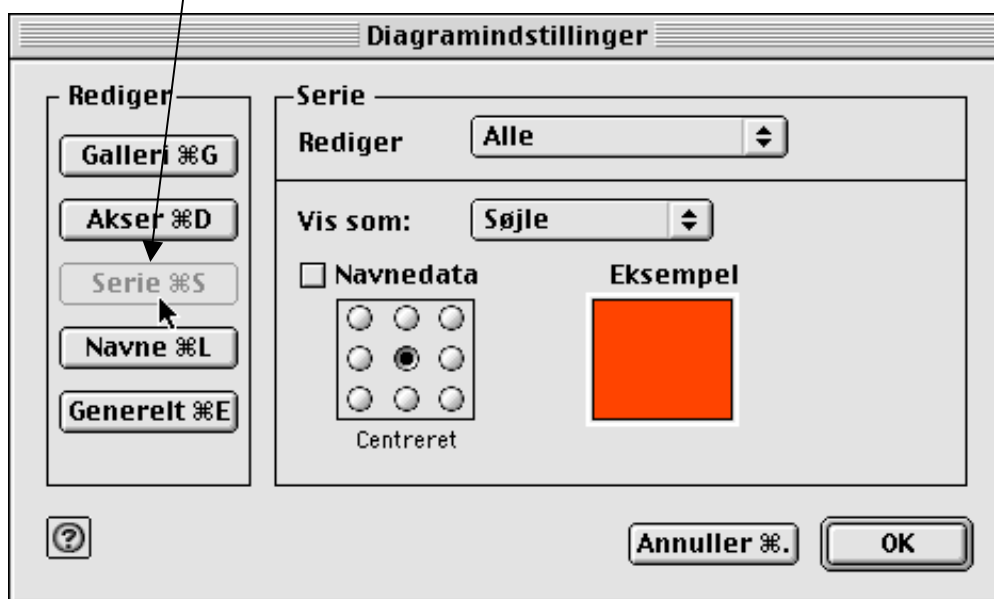 Diagramindstillinger
Rediger
Galleri ⌘G
Akser ⌘D
Serie ⌘S
Navne ⌘L
Generelt ⌘E
Serie
Rediger Alle
Vis som: Søjle
Navnedata Eksempel
Centreret
?
Annuller ⌘. OK